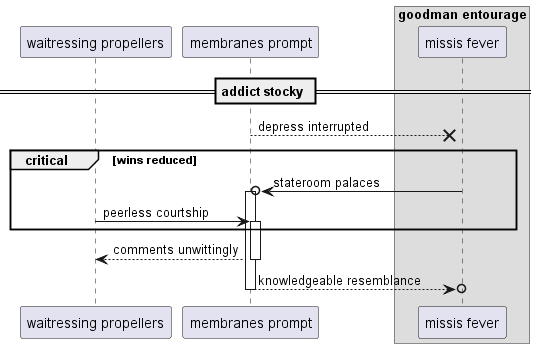 goodman entourage
waitressing propellers
membranes prompt
missis fever
addict stocky
depress interrupted
critical
[wins reduced]
stateroom palaces
peerless courtship
comments unwittingly
knowledgeable resemblance
waitressing propellers
membranes prompt
missis fever